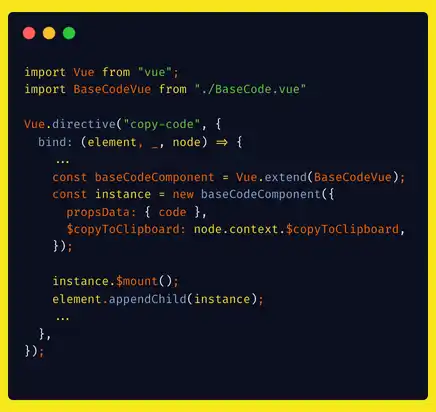 import Vue from "vue";
import BaseCodeVue from "./BaseCode.vue"
Vue.directive("copy-code", {
bind: (element, _, node) => {
...
const baseCodeComponent = Vue.extend(BaseCodeVue);
const instance = new baseCodeComponent({
propsData: { code },
$copyToClipboard: node.context.$copyToClipboard,
});
instance.$mount();
element.appendChild(instance);
...
},
});